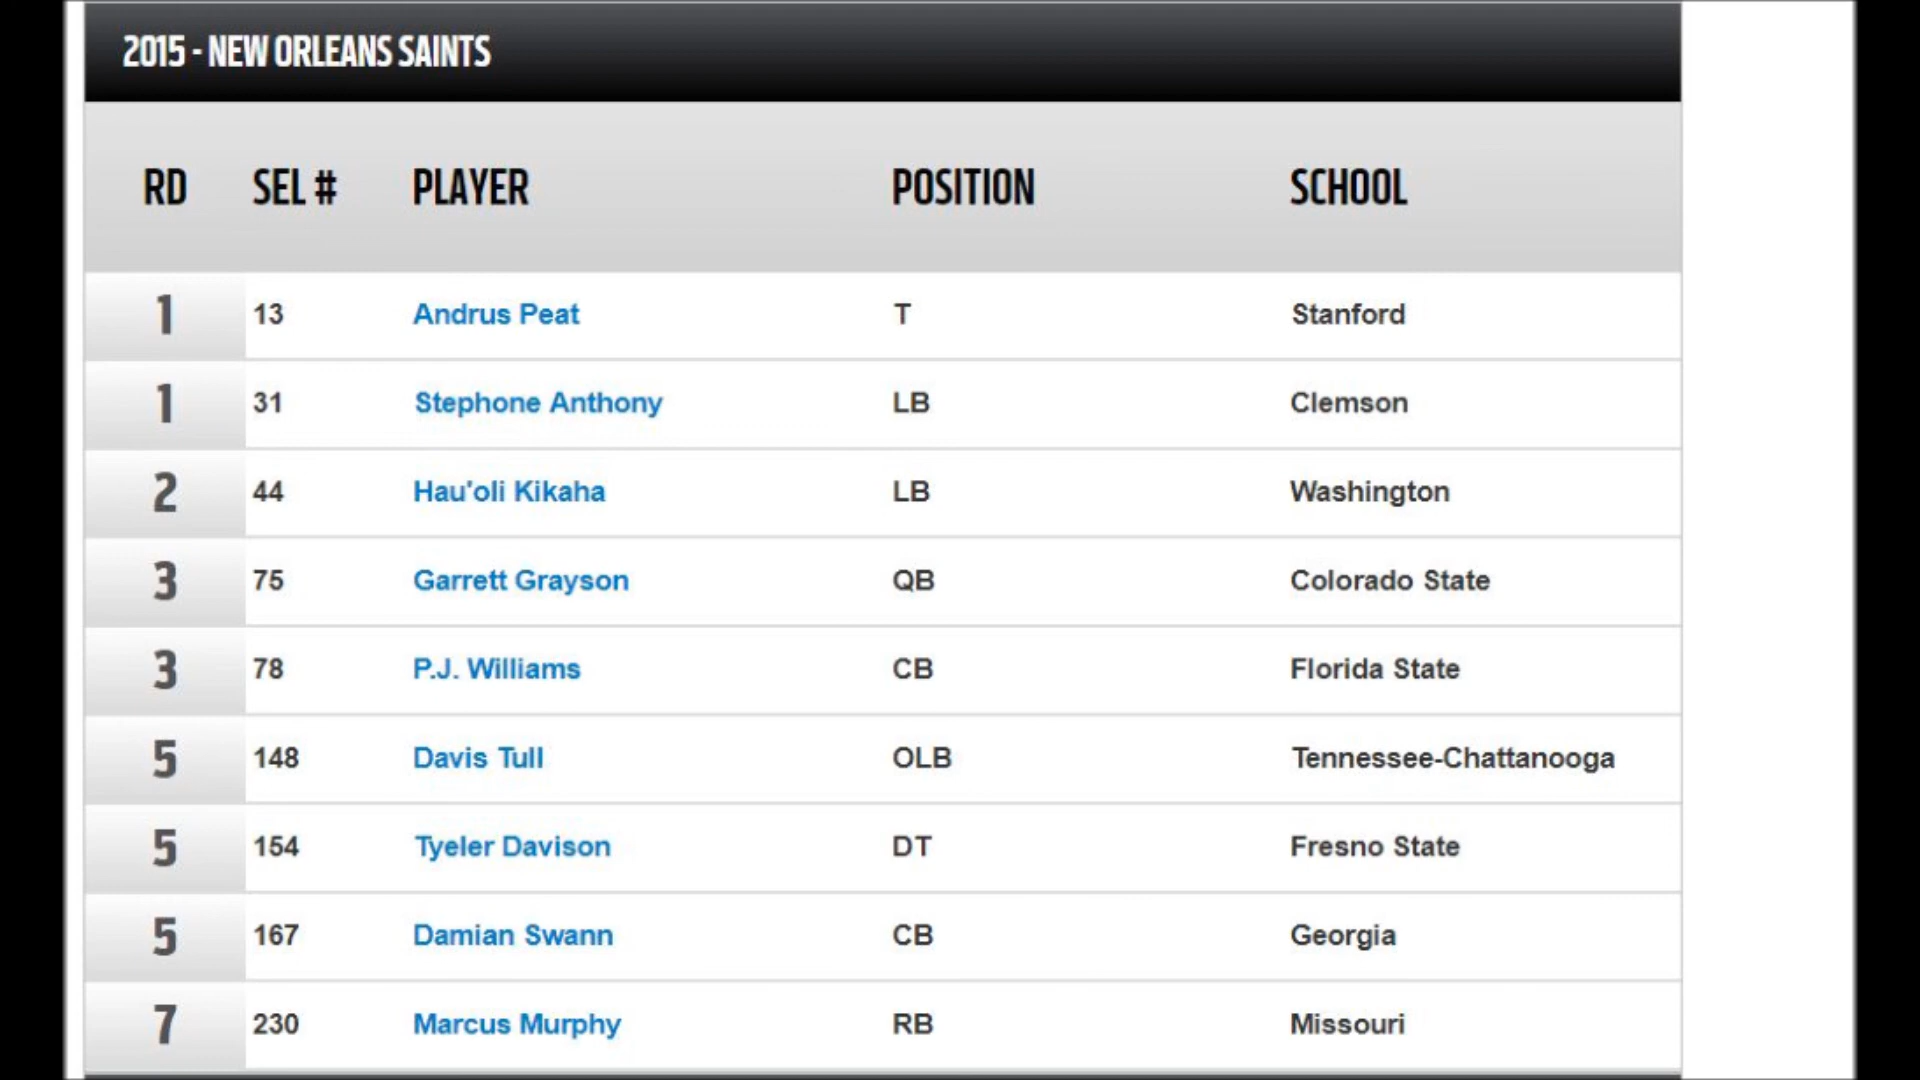 2015 - NEW ORLEANS SAINTS
RD SEL # PLAYER POSITION SCHOOL
1 13 Andrus Peat T Stanford
1 31 Stephone Anthony LB Clemson
2 44 Hau'oli Kikaha LB Washington
3 75 Garrett Grayson QB Colorado State
3 78 P.J. Williams CB Florida State
5 148 Davis Tull OLB Tennessee-Chattanooga
5 154 Tyeler Davison DT Fresno State
5 167 Damian Swann CB Georgia
7 230 Marcus Murphy RB Missouri